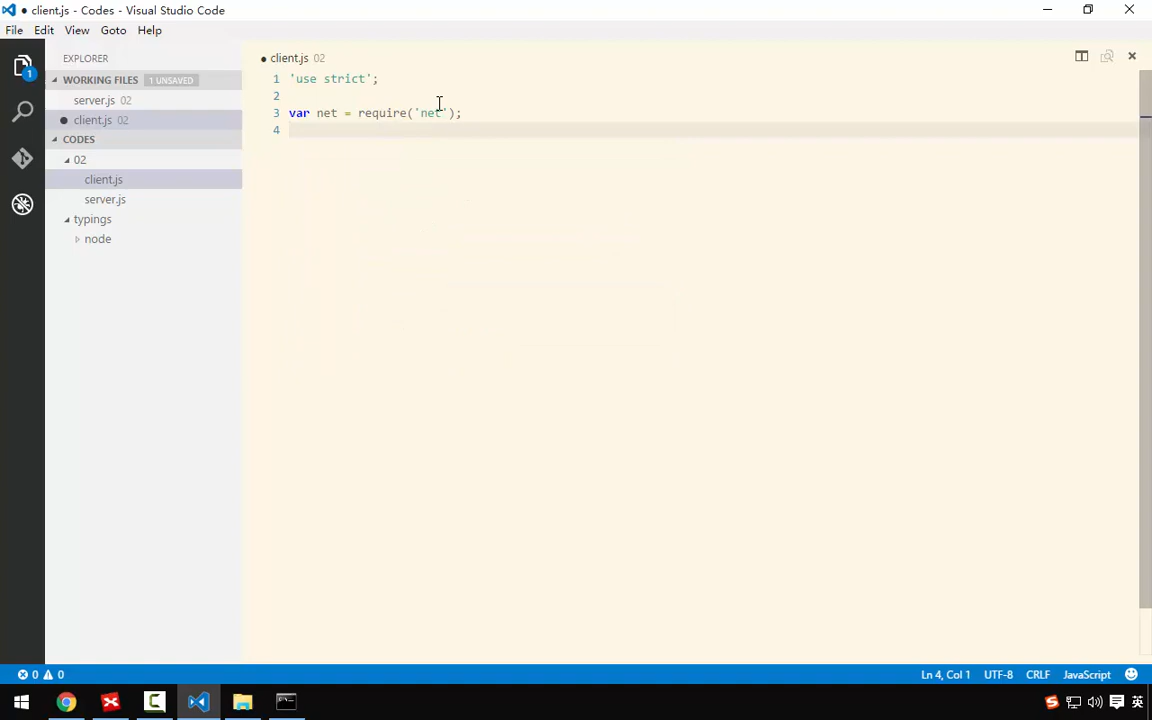 ● client.js - Codes - Visual Studio Code
File Edit View Goto Help
EXPLORER
WORKING FILES 1 UNSAVED
server.js 02
● client.js 02
CODES
02
client.js
server.js
typings
node
● client.js 02
1 'use strict';
2
3 var net = require('net');
4
1
0 0
Ln 4, Col 1 UTF-8 CRLF JavaScript
英